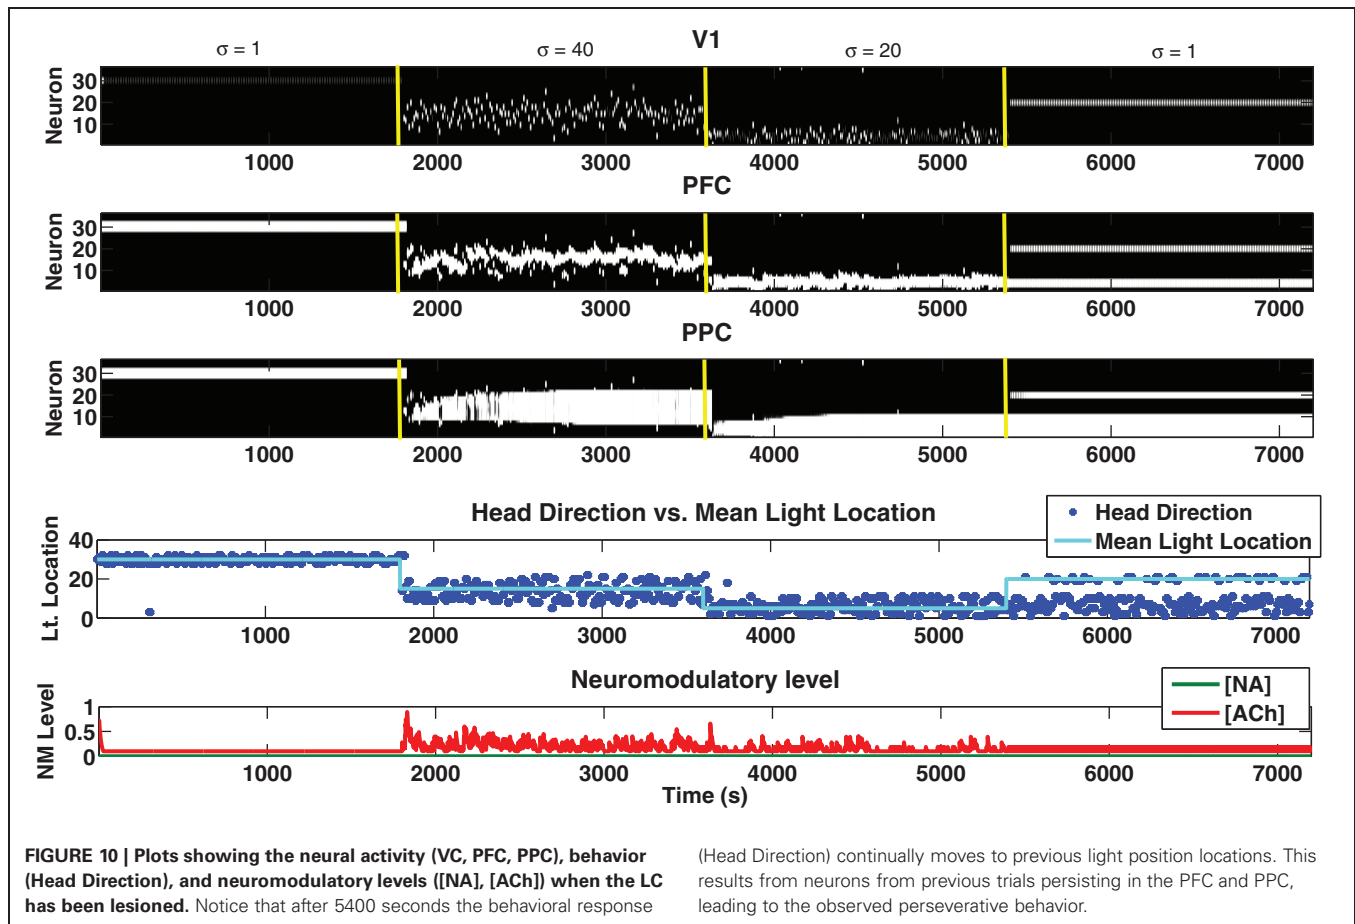 V1
σ = 1 σ = 40 σ = 20 σ = 1
Neuron
30
20
10
1000 2000 3000 4000 5000 6000 7000
PFC
Neuron
30
20
10
1000 2000 3000 4000 5000 6000 7000
PPC
Neuron
30
20
10
1000 2000 3000 4000 5000 6000 7000
Head Direction vs. Mean Light Location
Head Direction
Mean Light Location
Lt. Location
40
20
0
1000 2000 3000 4000 5000 6000 7000
Neuromodulatory level
[NA]
[ACh]
NM Level
1
0.5
0
1000 2000 3000 4000 5000 6000 7000
Time (s)
FIGURE 10 | Plots showing the neural activity (VC, PFC, PPC), behavior
(Head Direction), and neuromodulatory levels ([NA], [ACh]) when the LC
has been lesioned. Notice that after 5400 seconds the behavioral response
(Head Direction) continually moves to previous light position locations. This
results from neurons from previous trials persisting in the PFC and PPC,
leading to the observed perseverative behavior.